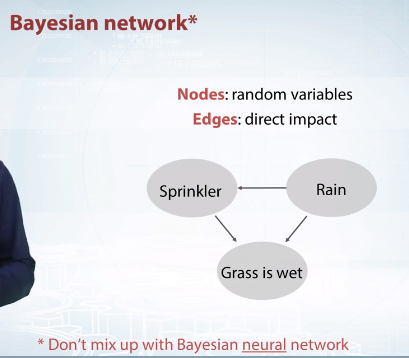 Bayesian network*
Nodes: random variables
Edges: direct impact
Sprinkler
Rain
Grass is wet
* Don't mix up with Bayesian neural network